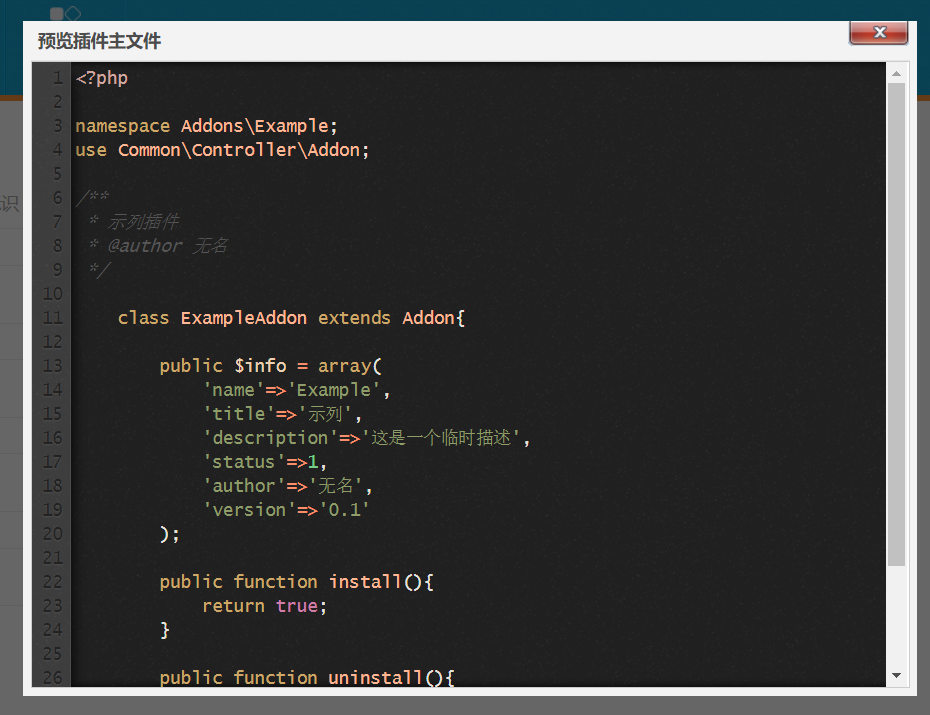 预览插件主文件
x
识
1 <?php
2
3 namespace Addons\Example;
4 use Common\Controller\Addon;
5
6 /**
7  * 示列插件
8  * @author 无名
9  */
10
11     class ExampleAddon extends Addon{
12
13         public $info = array(
14             'name'=>'Example',
15             'title'=>'示列',
16             'description'=>'这是一个临时描述',
17             'status'=>1,
18             'author'=>'无名',
19             'version'=>'0.1'
20         );
21
22         public function install(){
23             return true;
24         }
25
26         public function uninstall(){